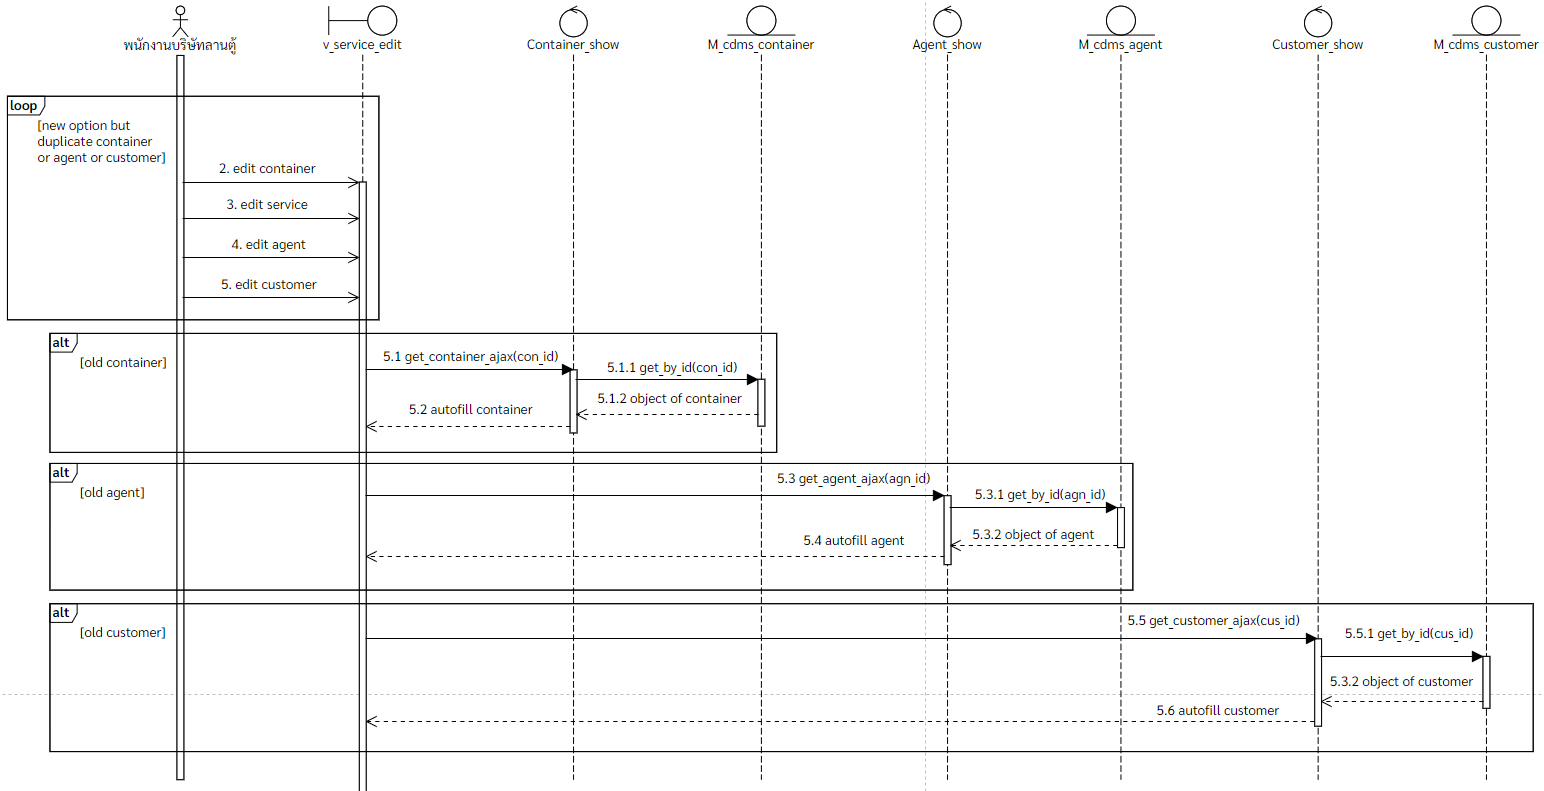 พนักงานบริษัทลานตู้
v_service_edit
Container_show
M_cdms_container
Agent_show
M_cdms_agent
Customer_show
M_cdms_customer
loop
[new option but
duplicate container
or agent or customer]
2. edit container
3. edit service
4. edit agent
5. edit customer
alt
[old container]
5.1 get_container_ajax(con_id)
5.1.1 get_by_id(con_id)
5.1.2 object of container
5.2 autofill container
alt
[old agent]
5.3 get_agent_ajax(agn_id)
5.3.1 get_by_id(agn_id)
5.3.2 object of agent
5.4 autofill agent
alt
[old customer]
5.5 get_customer_ajax(cus_id)
5.5.1 get_by_id(cus_id)
5.3.2 object of customer
5.6 autofill customer